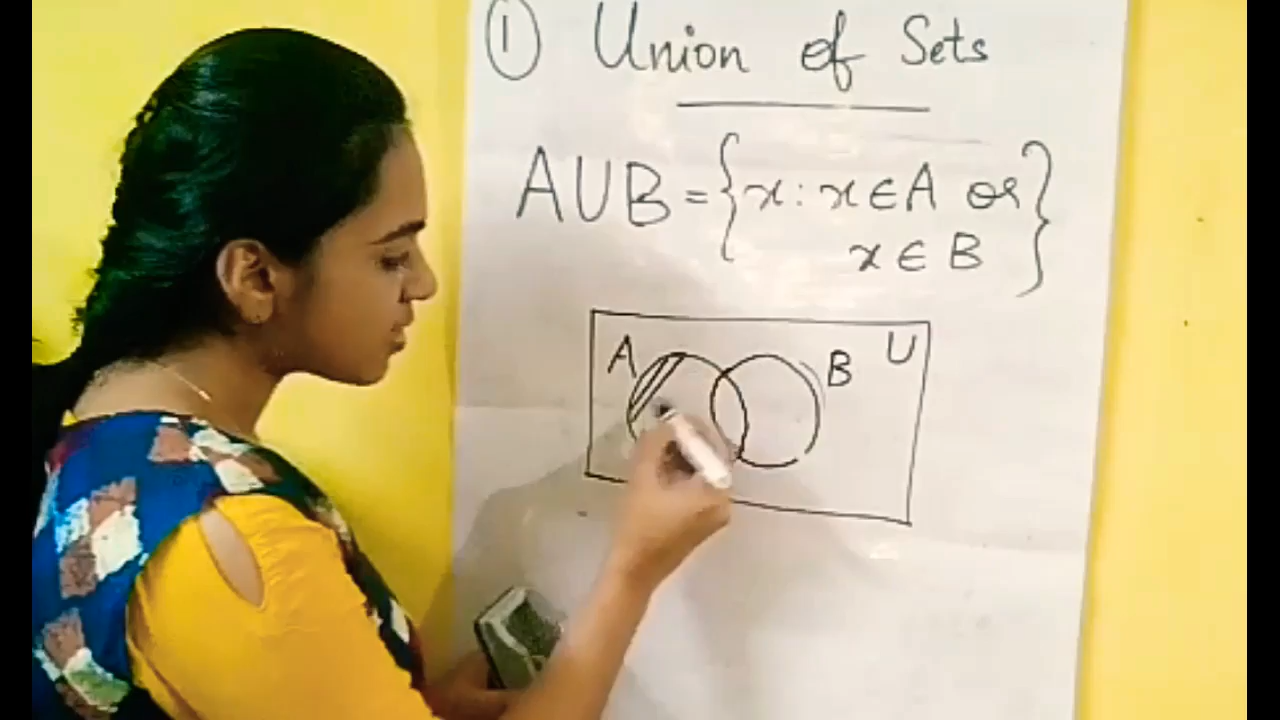 ① Union of Sets
A∪B = {x : x ∈ A or
x ∈ B}
A B U